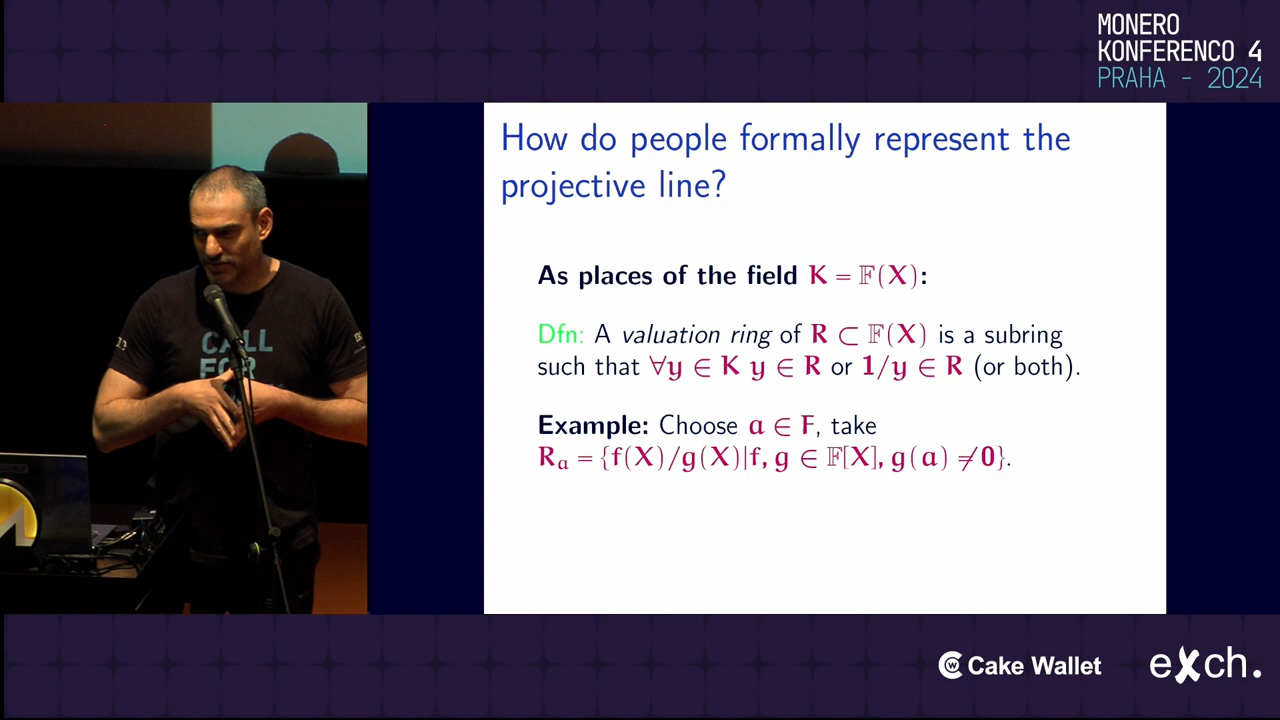 MONERO
KONFERENCO 4
PRAHA - 2024
How do people formally represent the
projective line?
As places of the field K = 𝔽(X):
Dfn: A valuation ring of R ⊂ 𝔽(X) is a subring
such that ∀y ∈ K y ∈ R or 1/y ∈ R (or both).
Example: Choose a ∈ F, take
Rₐ = {f(X)/g(X)|f, g ∈ 𝔽[X], g(a) ≠ 0}.
CALL
FOR
Cake Wallet
eXch.